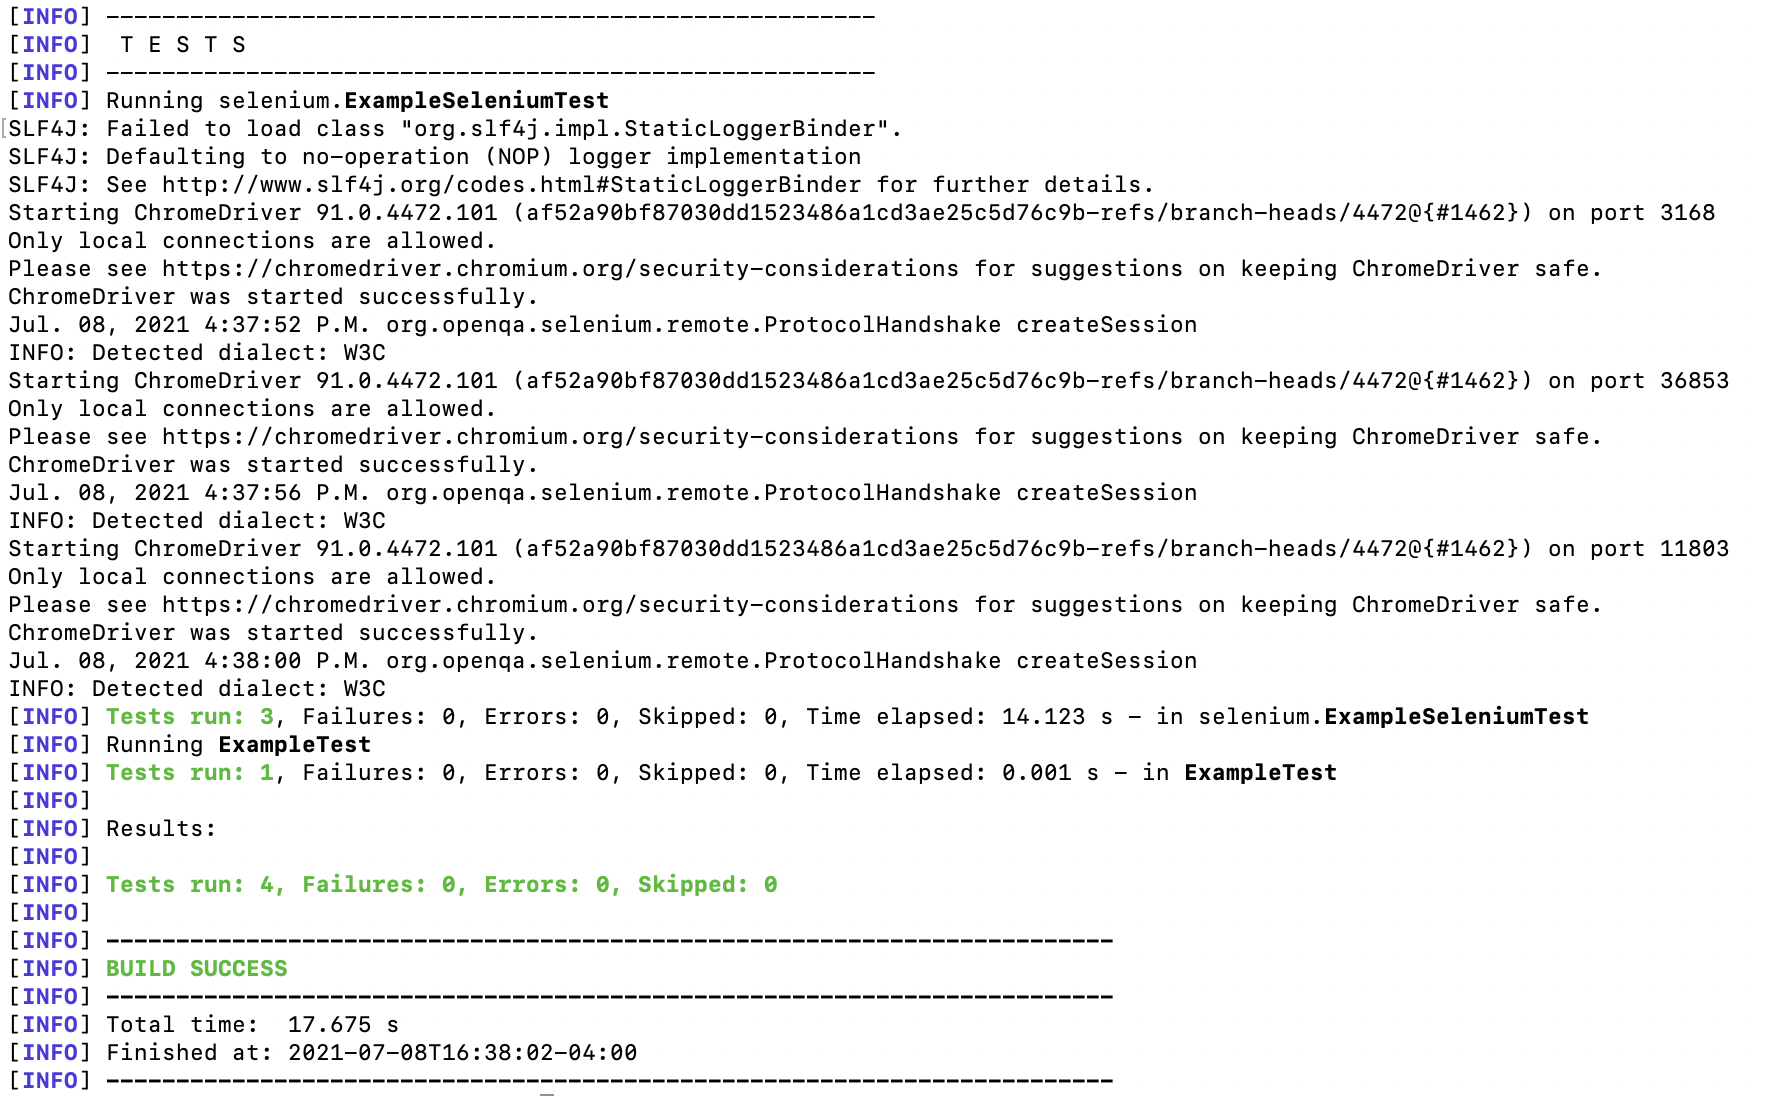 [INFO] -------------------------------------------------------
[INFO]  T E S T S
[INFO] -------------------------------------------------------
[INFO] Running selenium.ExampleSeleniumTest
SLF4J: Failed to load class "org.slf4j.impl.StaticLoggerBinder".
SLF4J: Defaulting to no-operation (NOP) logger implementation
SLF4J: See http://www.slf4j.org/codes.html#StaticLoggerBinder for further details.
Starting ChromeDriver 91.0.4472.101 (af52a90bf87030dd1523486a1cd3ae25c5d76c9b-refs/branch-heads/4472@{#1462}) on port 3168
Only local connections are allowed.
Please see https://chromedriver.chromium.org/security-considerations for suggestions on keeping ChromeDriver safe.
ChromeDriver was started successfully.
Jul. 08, 2021 4:37:52 P.M. org.openqa.selenium.remote.ProtocolHandshake createSession
INFO: Detected dialect: W3C
Starting ChromeDriver 91.0.4472.101 (af52a90bf87030dd1523486a1cd3ae25c5d76c9b-refs/branch-heads/4472@{#1462}) on port 36853
Only local connections are allowed.
Please see https://chromedriver.chromium.org/security-considerations for suggestions on keeping ChromeDriver safe.
ChromeDriver was started successfully.
Jul. 08, 2021 4:37:56 P.M. org.openqa.selenium.remote.ProtocolHandshake createSession
INFO: Detected dialect: W3C
Starting ChromeDriver 91.0.4472.101 (af52a90bf87030dd1523486a1cd3ae25c5d76c9b-refs/branch-heads/4472@{#1462}) on port 11803
Only local connections are allowed.
Please see https://chromedriver.chromium.org/security-considerations for suggestions on keeping ChromeDriver safe.
ChromeDriver was started successfully.
Jul. 08, 2021 4:38:00 P.M. org.openqa.selenium.remote.ProtocolHandshake createSession
INFO: Detected dialect: W3C
[INFO] Tests run: 3, Failures: 0, Errors: 0, Skipped: 0, Time elapsed: 14.123 s - in selenium.ExampleSeleniumTest
[INFO] Running ExampleTest
[INFO] Tests run: 1, Failures: 0, Errors: 0, Skipped: 0, Time elapsed: 0.001 s - in ExampleTest
[INFO]
[INFO] Results:
[INFO]
[INFO] Tests run: 4, Failures: 0, Errors: 0, Skipped: 0
[INFO]
[INFO] ------------------------------------------------------------------------
[INFO] BUILD SUCCESS
[INFO] ------------------------------------------------------------------------
[INFO] Total time:  17.675 s
[INFO] Finished at: 2021-07-08T16:38:02-04:00
[INFO] ------------------------------------------------------------------------